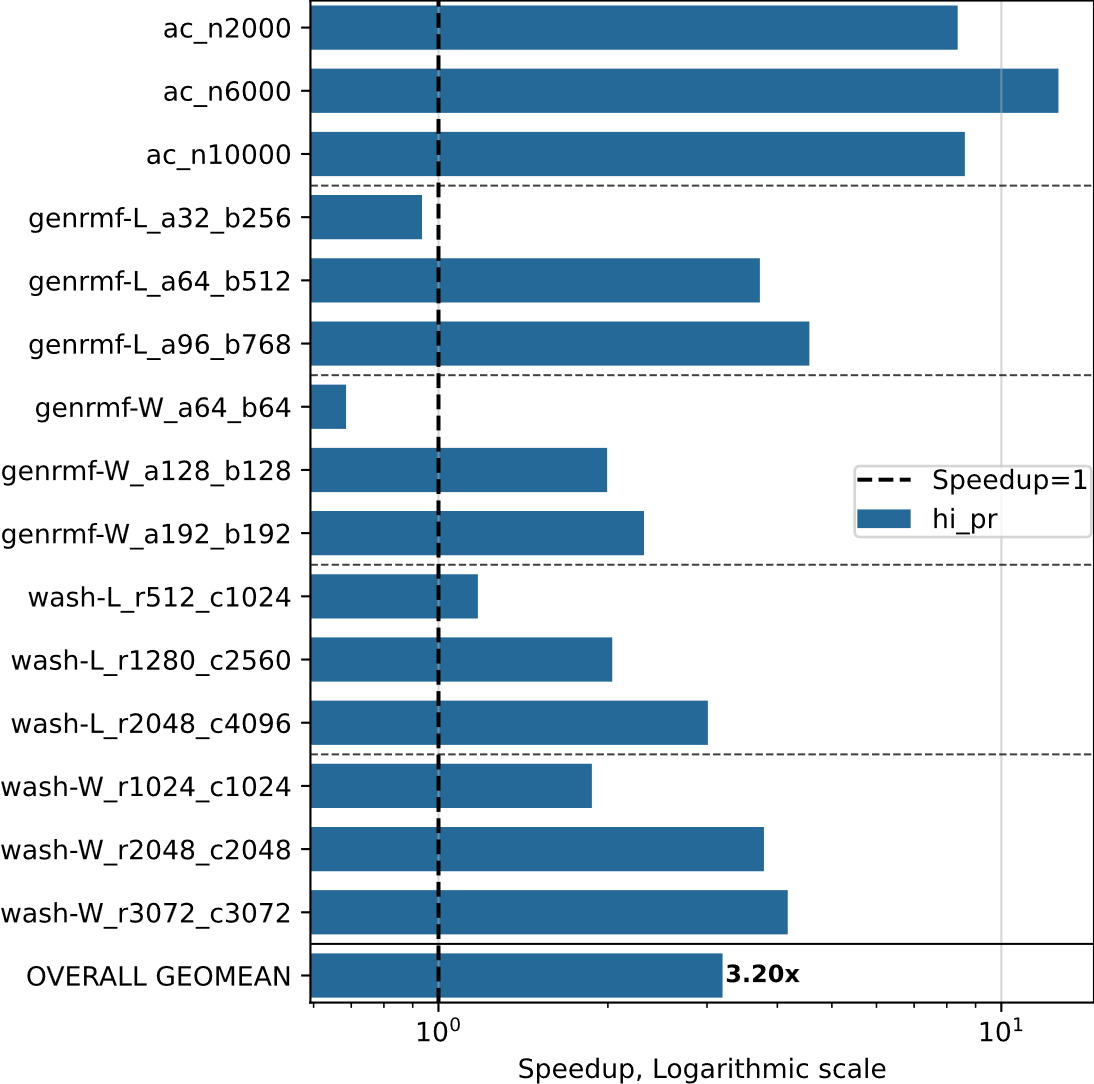 ac_n2000
ac_n6000
ac_n10000
genrmf-L_a32_b256
genrmf-L_a64_b512
genrmf-L_a96_b768
genrmf-W_a64_b64
genrmf-W_a128_b128
genrmf-W_a192_b192
wash-L_r512_c1024
wash-L_r1280_c2560
wash-L_r2048_c4096
wash-W_r1024_c1024
wash-W_r2048_c2048
wash-W_r3072_c3072
OVERALL GEOMEAN
Speedup=1
hi_pr
3.20x
10⁰
10¹
Speedup, Logarithmic scale